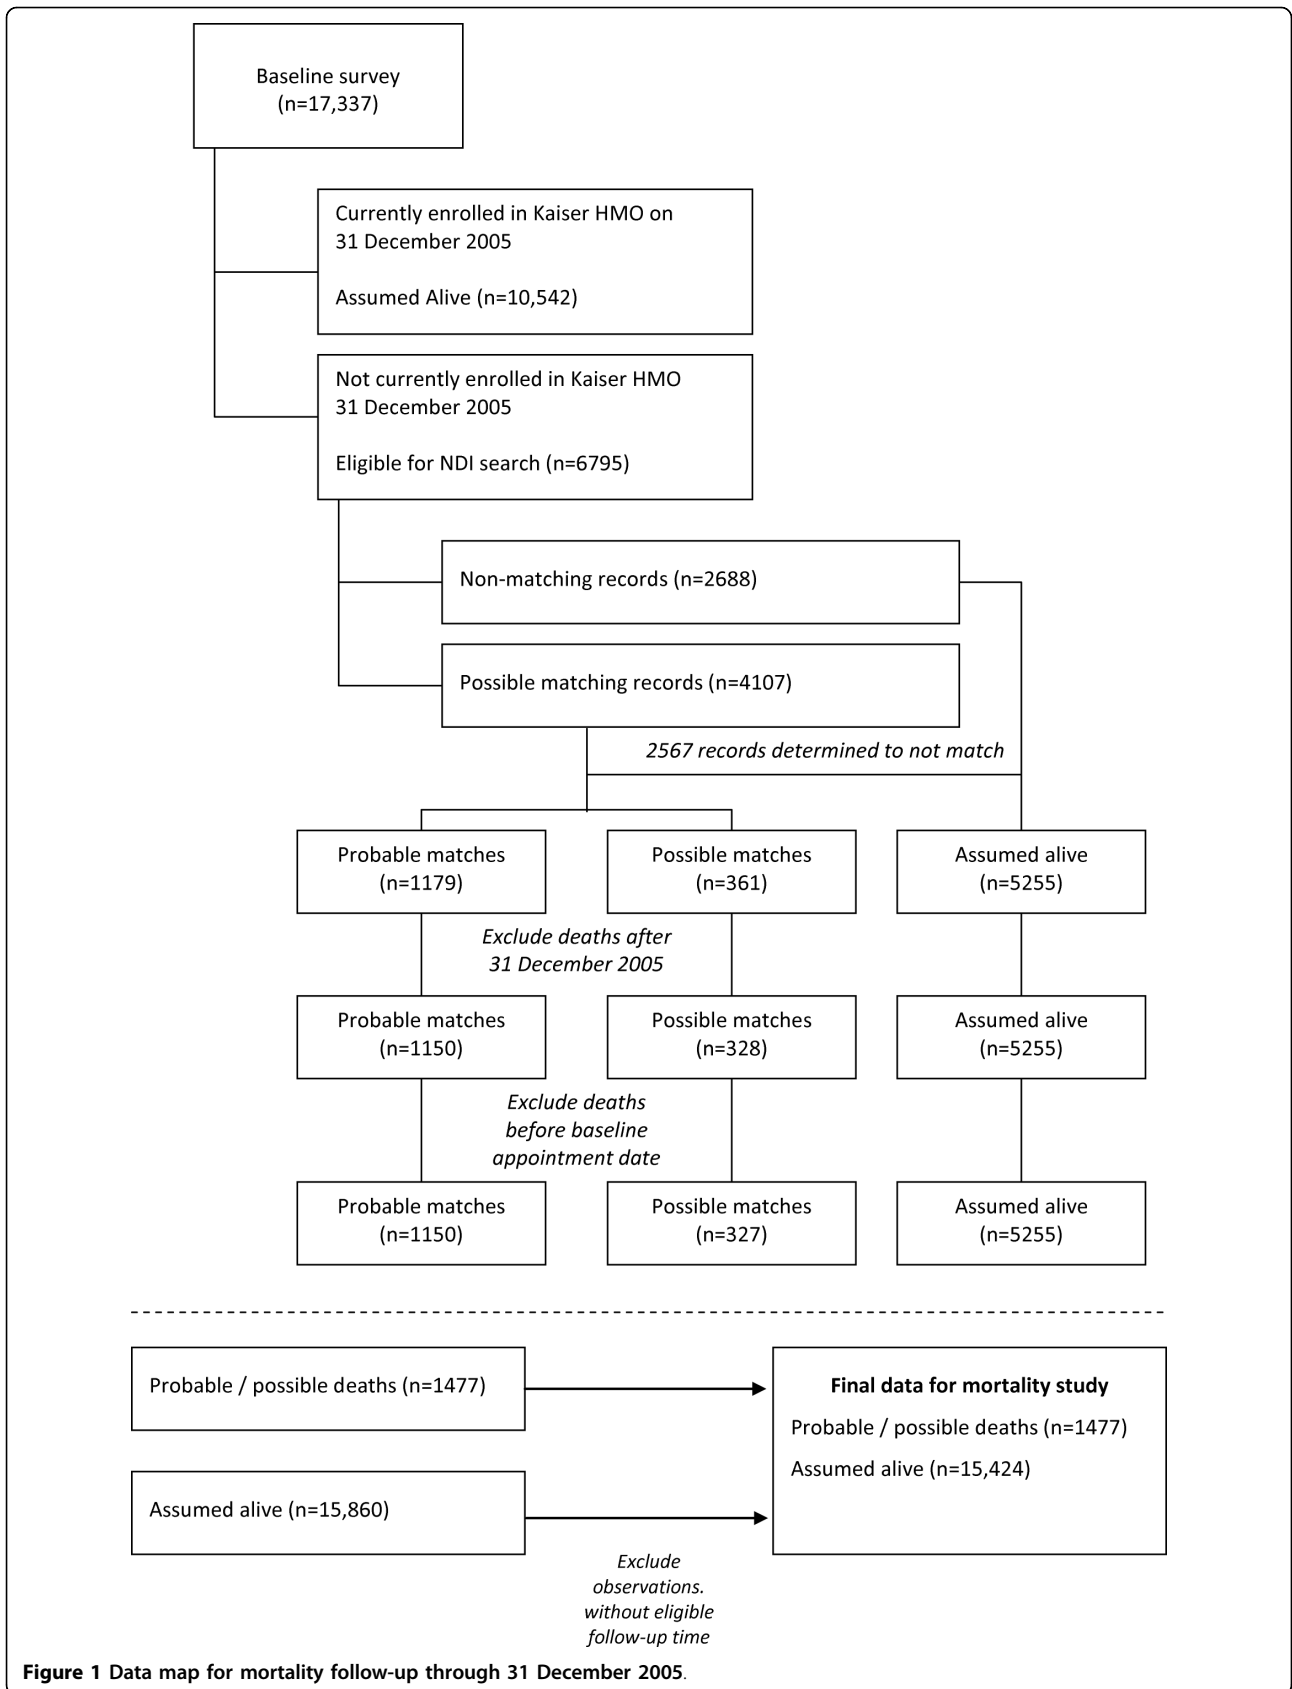 Baseline survey
(n=17,337)
Currently enrolled in Kaiser HMO on
31 December 2005
Assumed Alive (n=10,542)
Not currently enrolled in Kaiser HMO
31 December 2005
Eligible for NDI search (n=6795)
Non-matching records (n=2688)
Possible matching records (n=4107)
2567 records determined to not match
Probable matches
(n=1179)
Possible matches
(n=361)
Assumed alive
(n=5255)
Exclude deaths after
31 December 2005
Probable matches
(n=1150)
Possible matches
(n=328)
Assumed alive
(n=5255)
Exclude deaths
before baseline
appointment date
Probable matches
(n=1150)
Possible matches
(n=327)
Assumed alive
(n=5255)
Probable / possible deaths (n=1477)
Assumed alive (n=15,860)
Final data for mortality study
Probable / possible deaths (n=1477)
Assumed alive (n=15,424)
Exclude
observations.
without eligible
follow-up time
Figure 1 Data map for mortality follow-up through 31 December 2005.